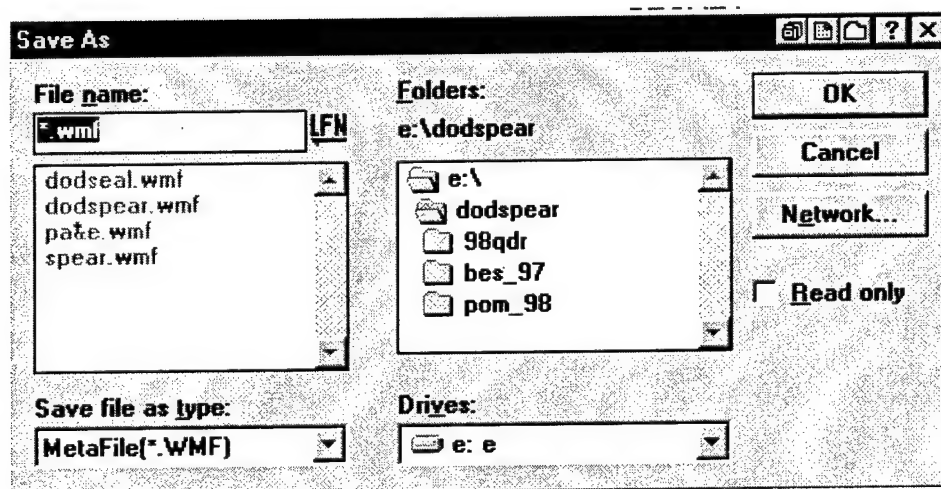 Save As
?
File name:
*.wmf
LFN
dodseal.wmf
dodspear.wmf
pa&e.wmf
spear.wmf
Save file as type:
MetaFile(*.WMF)
Folders:
e:\dodspear
e:\
dodspear
98qdr
bes_97
pom_98
Drives:
e: e
OK
Cancel
Network...
Read only